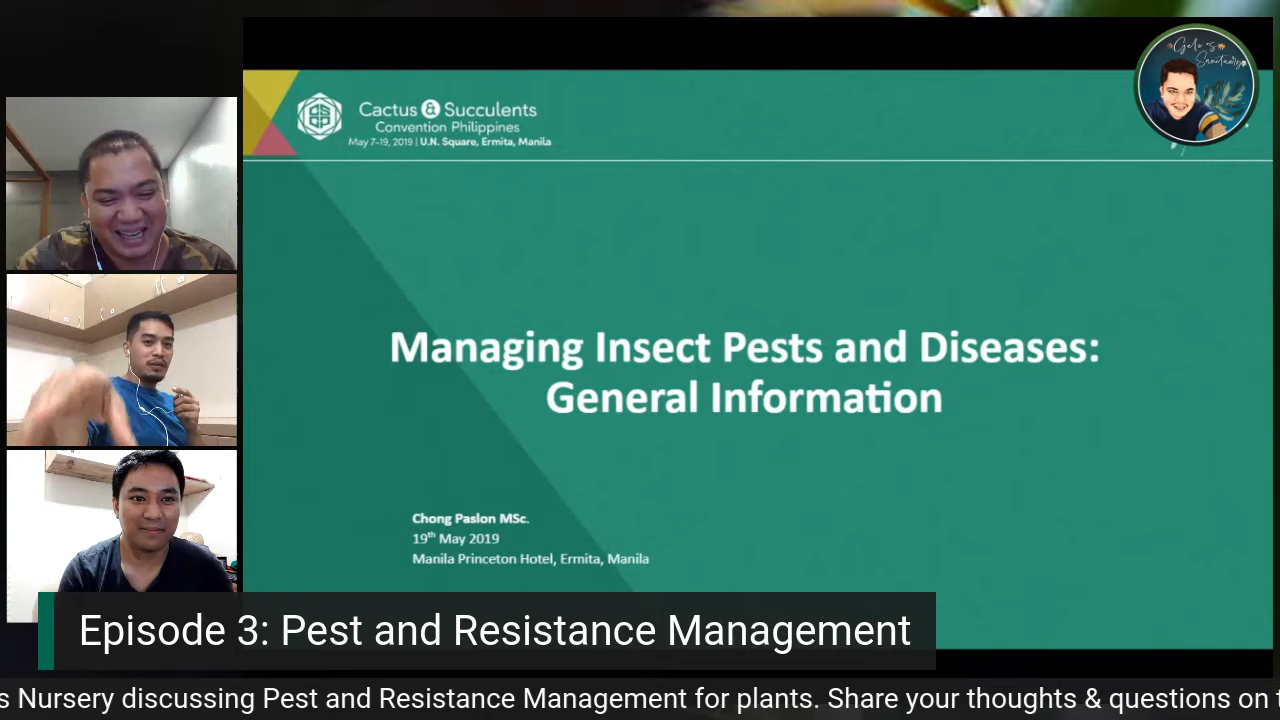 Gelo's
Sanctuary
Cactus & Succulents
Convention Philippines
May 7-19, 2019 | U.N. Square, Ermita, Manila
Managing Insect Pests and Diseases:
General Information
Chong Paslon MSc.
19th May 2019
Manila Princeton Hotel, Ermita, Manila
Episode 3: Pest and Resistance Management
s Nursery discussing Pest and Resistance Management for plants. Share your thoughts & questions on